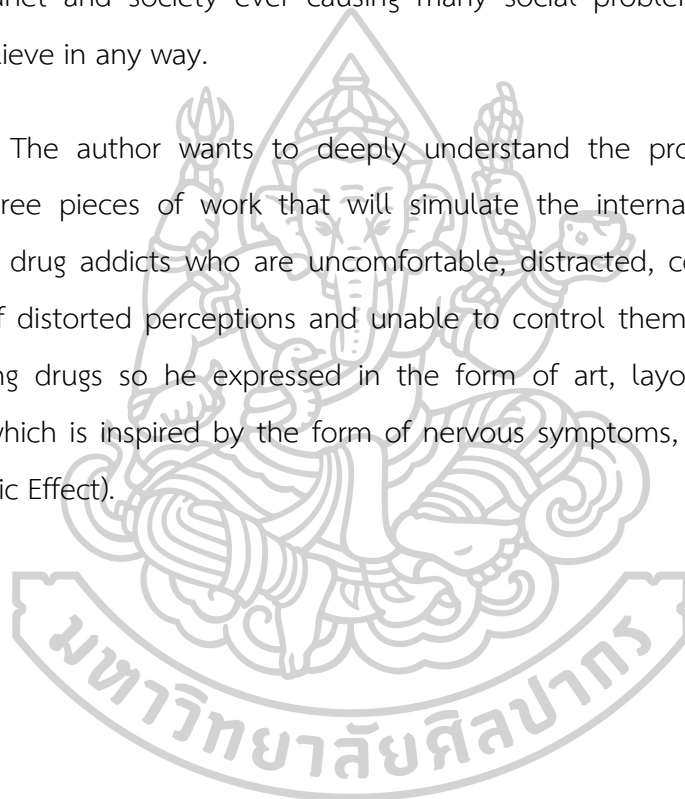 anet and society ever causing many social problem
lieve in any way.
The author wants to deeply understand the pro
ree pieces of work that will simulate the interna
drug addicts who are uncomfortable, distracted, c
f distorted perceptions and unable to control them
ng drugs so he expressed in the form of art, layo
which is inspired by the form of nervous symptoms,
ic Effect).
มหาวิทยาลัยศิลปากร